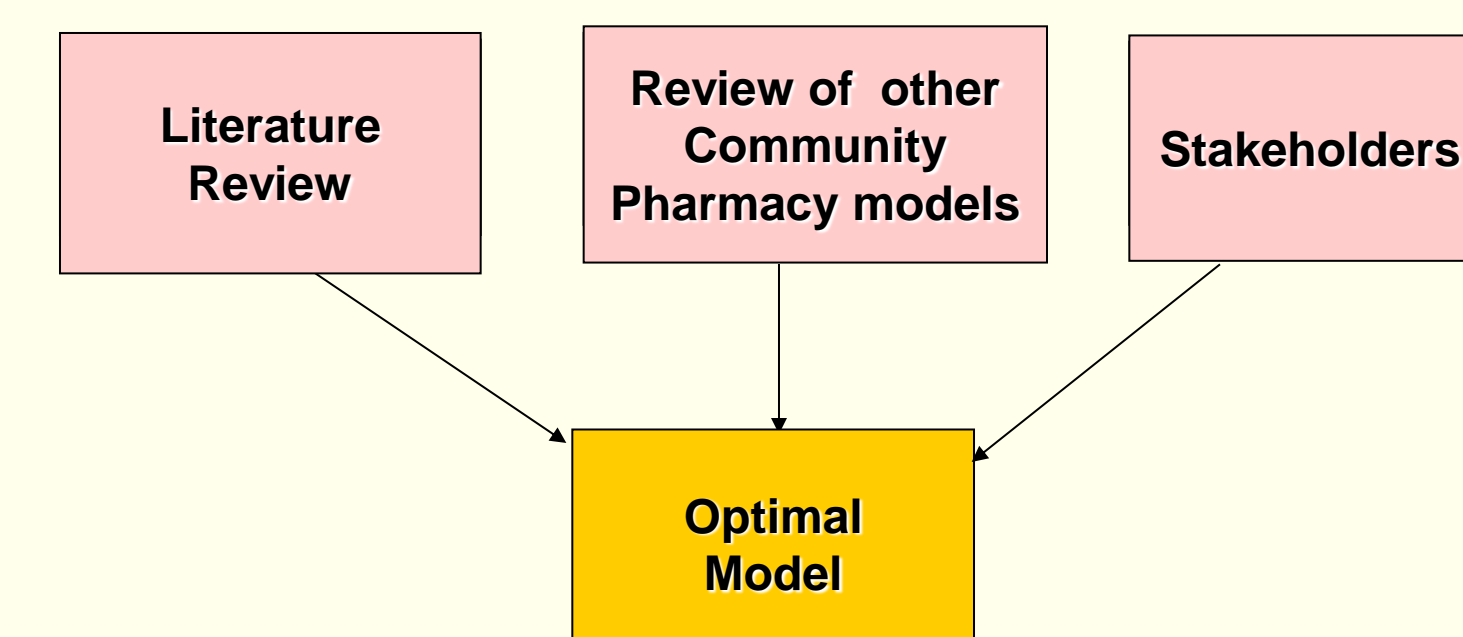 Literature
Review
Review of other
Community
Pharmacy models
Stakeholders
Optimal
Model